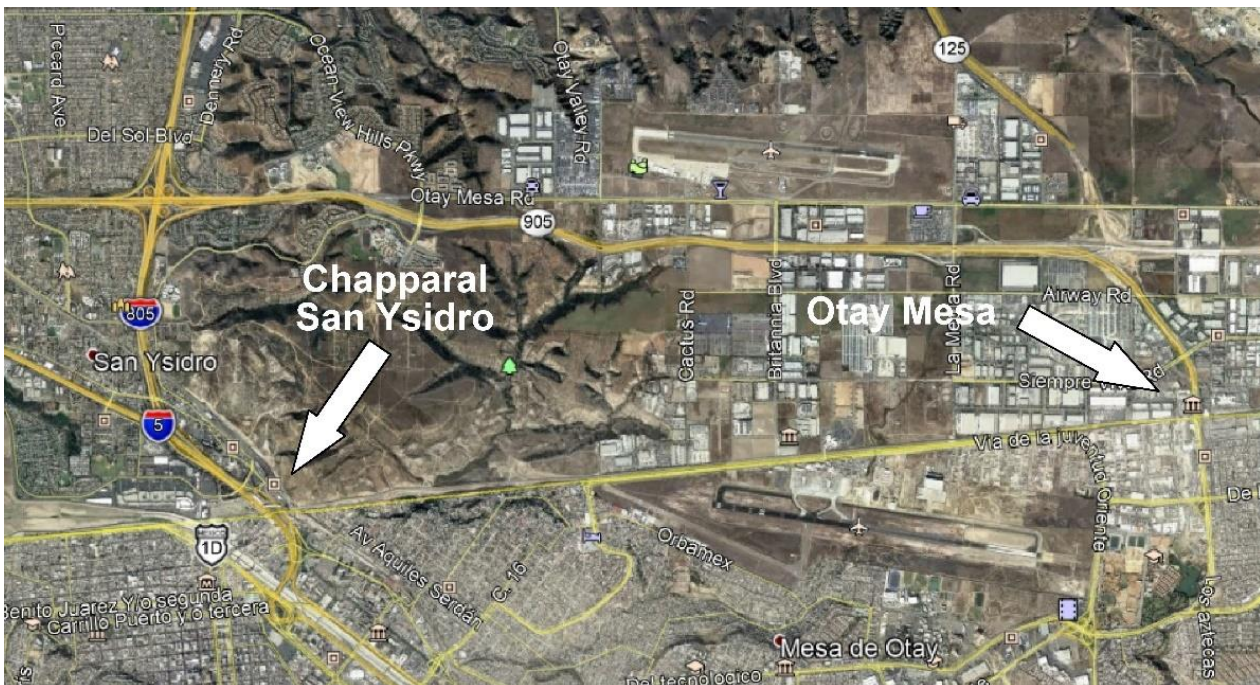 Piccard Ave
Dennery Rd
Ocean View Hills Pkwy
Otay Valley Rd
125
Del Sol Blvd
Otay Mesa Rd
905
Chapparal
San Ysidro
805
San Ysidro
5
Cactus Rd
Britannia Blvd
La Media Rd
Otay Mesa
Airway Rd
Siempre
Rd
Via de la juventud Oriente
1D
Av Aquiles Serdán
C. 16
Orbamex
De
Benito Juarez Y/o segunda
Carrillo Puerto y/o tercera
Los aztecas
Mesa de Otay
Del tecnologico